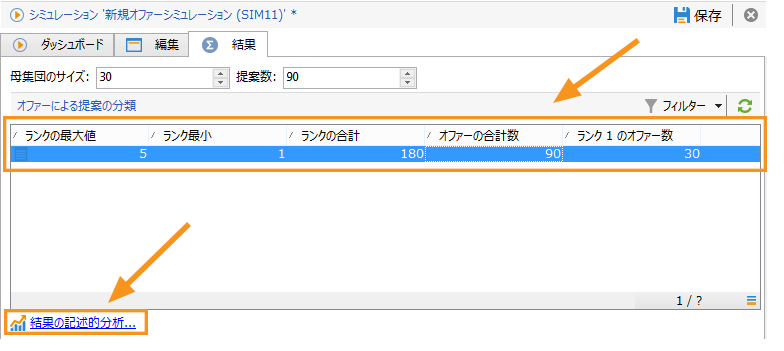 シミュレーション '新規オファーシミュレーション (SIM11)' * 保存
ダッシュボード 編集 結果
母集団のサイズ: 30 提案数: 90
オファーによる提案の分類 フィルター
ランクの最大値 ランク最小 ランクの合計 オファーの合計数 ランク 1 のオファー数
5 1 180 90 30
1 / ?
結果の記述的分析...